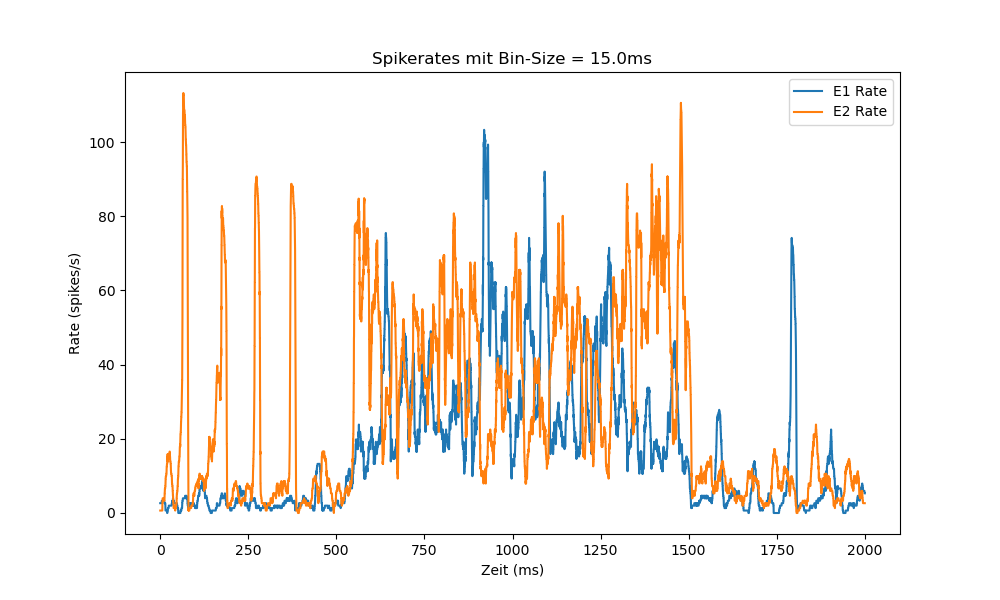 Spikerates mit Bin-Size = 15.0ms
E1 Rate
E2 Rate
100
80
60
40
20
0
Rate (spikes/s)
0 250 500 750 1000 1250 1500 1750 2000
Zeit (ms)